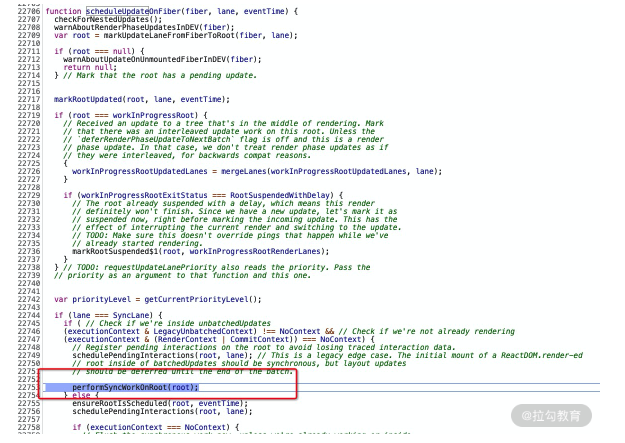 22706 function scheduleUpdateOnFiber(fiber, lane, eventTime) {
22707 checkForNestedUpdates();
22708 warnAboutRenderPhaseUpdatesInDEV(fiber);
22709 var root = markUpdateLaneFromFiberToRoot(fiber, lane);
22710
22711 if (root === null) {
22712 warnAboutUpdateOnUnmountedFiberInDEV(fiber);
22713 return null;
22714 } // Mark that the root has a pending update.
22715
22716
22717 markRootUpdated(root, lane, eventTime);
22718
22719 if (root === workInProgressRoot) {
22720 // Received an update to a tree that's in the middle of rendering. Mark
22721 // that there was an interleaved update work on this root. Unless the
22722 // `deferRenderPhaseUpdateToNextBatch` flag is off and this is a render
22723 // phase update. In that case, we don't treat render phase updates as if
22724 // they were interleaved, for backwards compat reasons.
22725 {
22726 workInProgressRootUpdatedLanes = mergeLanes(workInProgressRootUpdatedLanes, lane);
22727 }
22728
22729 if (workInProgressRootExitStatus === RootSuspendedWithDelay) {
22730 // The root already suspended with a delay, which means this render
22731 // definitely won't finish. Since we have a new update, let's mark it as
22732 // suspended now, right before marking the incoming update. This has the
22733 // effect of interrupting the current render and switching to the update.
22734 // TODO: Make sure this doesn't override pings that happen while we've
22735 // already started rendering.
22736 markRootSuspended$1(root, workInProgressRootRenderLanes);
22737 }
22738 } // TODO: requestUpdateLanePriority also reads the priority. Pass the
22739 // priority as an argument to that function and this one.
22740
22741
22742 var priorityLevel = getCurrentPriorityLevel();
22743
22744 if (lane === SyncLane) {
22745 if ( // Check if we're inside unbatchedUpdates
22746 (executionContext & LegacyUnbatchedContext) !== NoContext && // Check if we're not already rendering
22747 (executionContext & (RenderContext | CommitContext)) === NoContext) {
22748 // Register pending interactions on the root to avoid losing traced interaction data.
22749 schedulePendingInteractions(root, lane); // This is a legacy edge case. The initial mount of a ReactDOM.render-ed
22750 // root inside of batchedUpdates should be synchronous, but layout updates
22751 // should be deferred until the end of the batch.
22752
22753 performSyncWorkOnRoot(root);
22754 } else {
22755 ensureRootIsScheduled(root, eventTime);
22756 schedulePendingInteractions(root, lane);
22757
22758 if (executionContext === NoContext) {
@拉勾教育